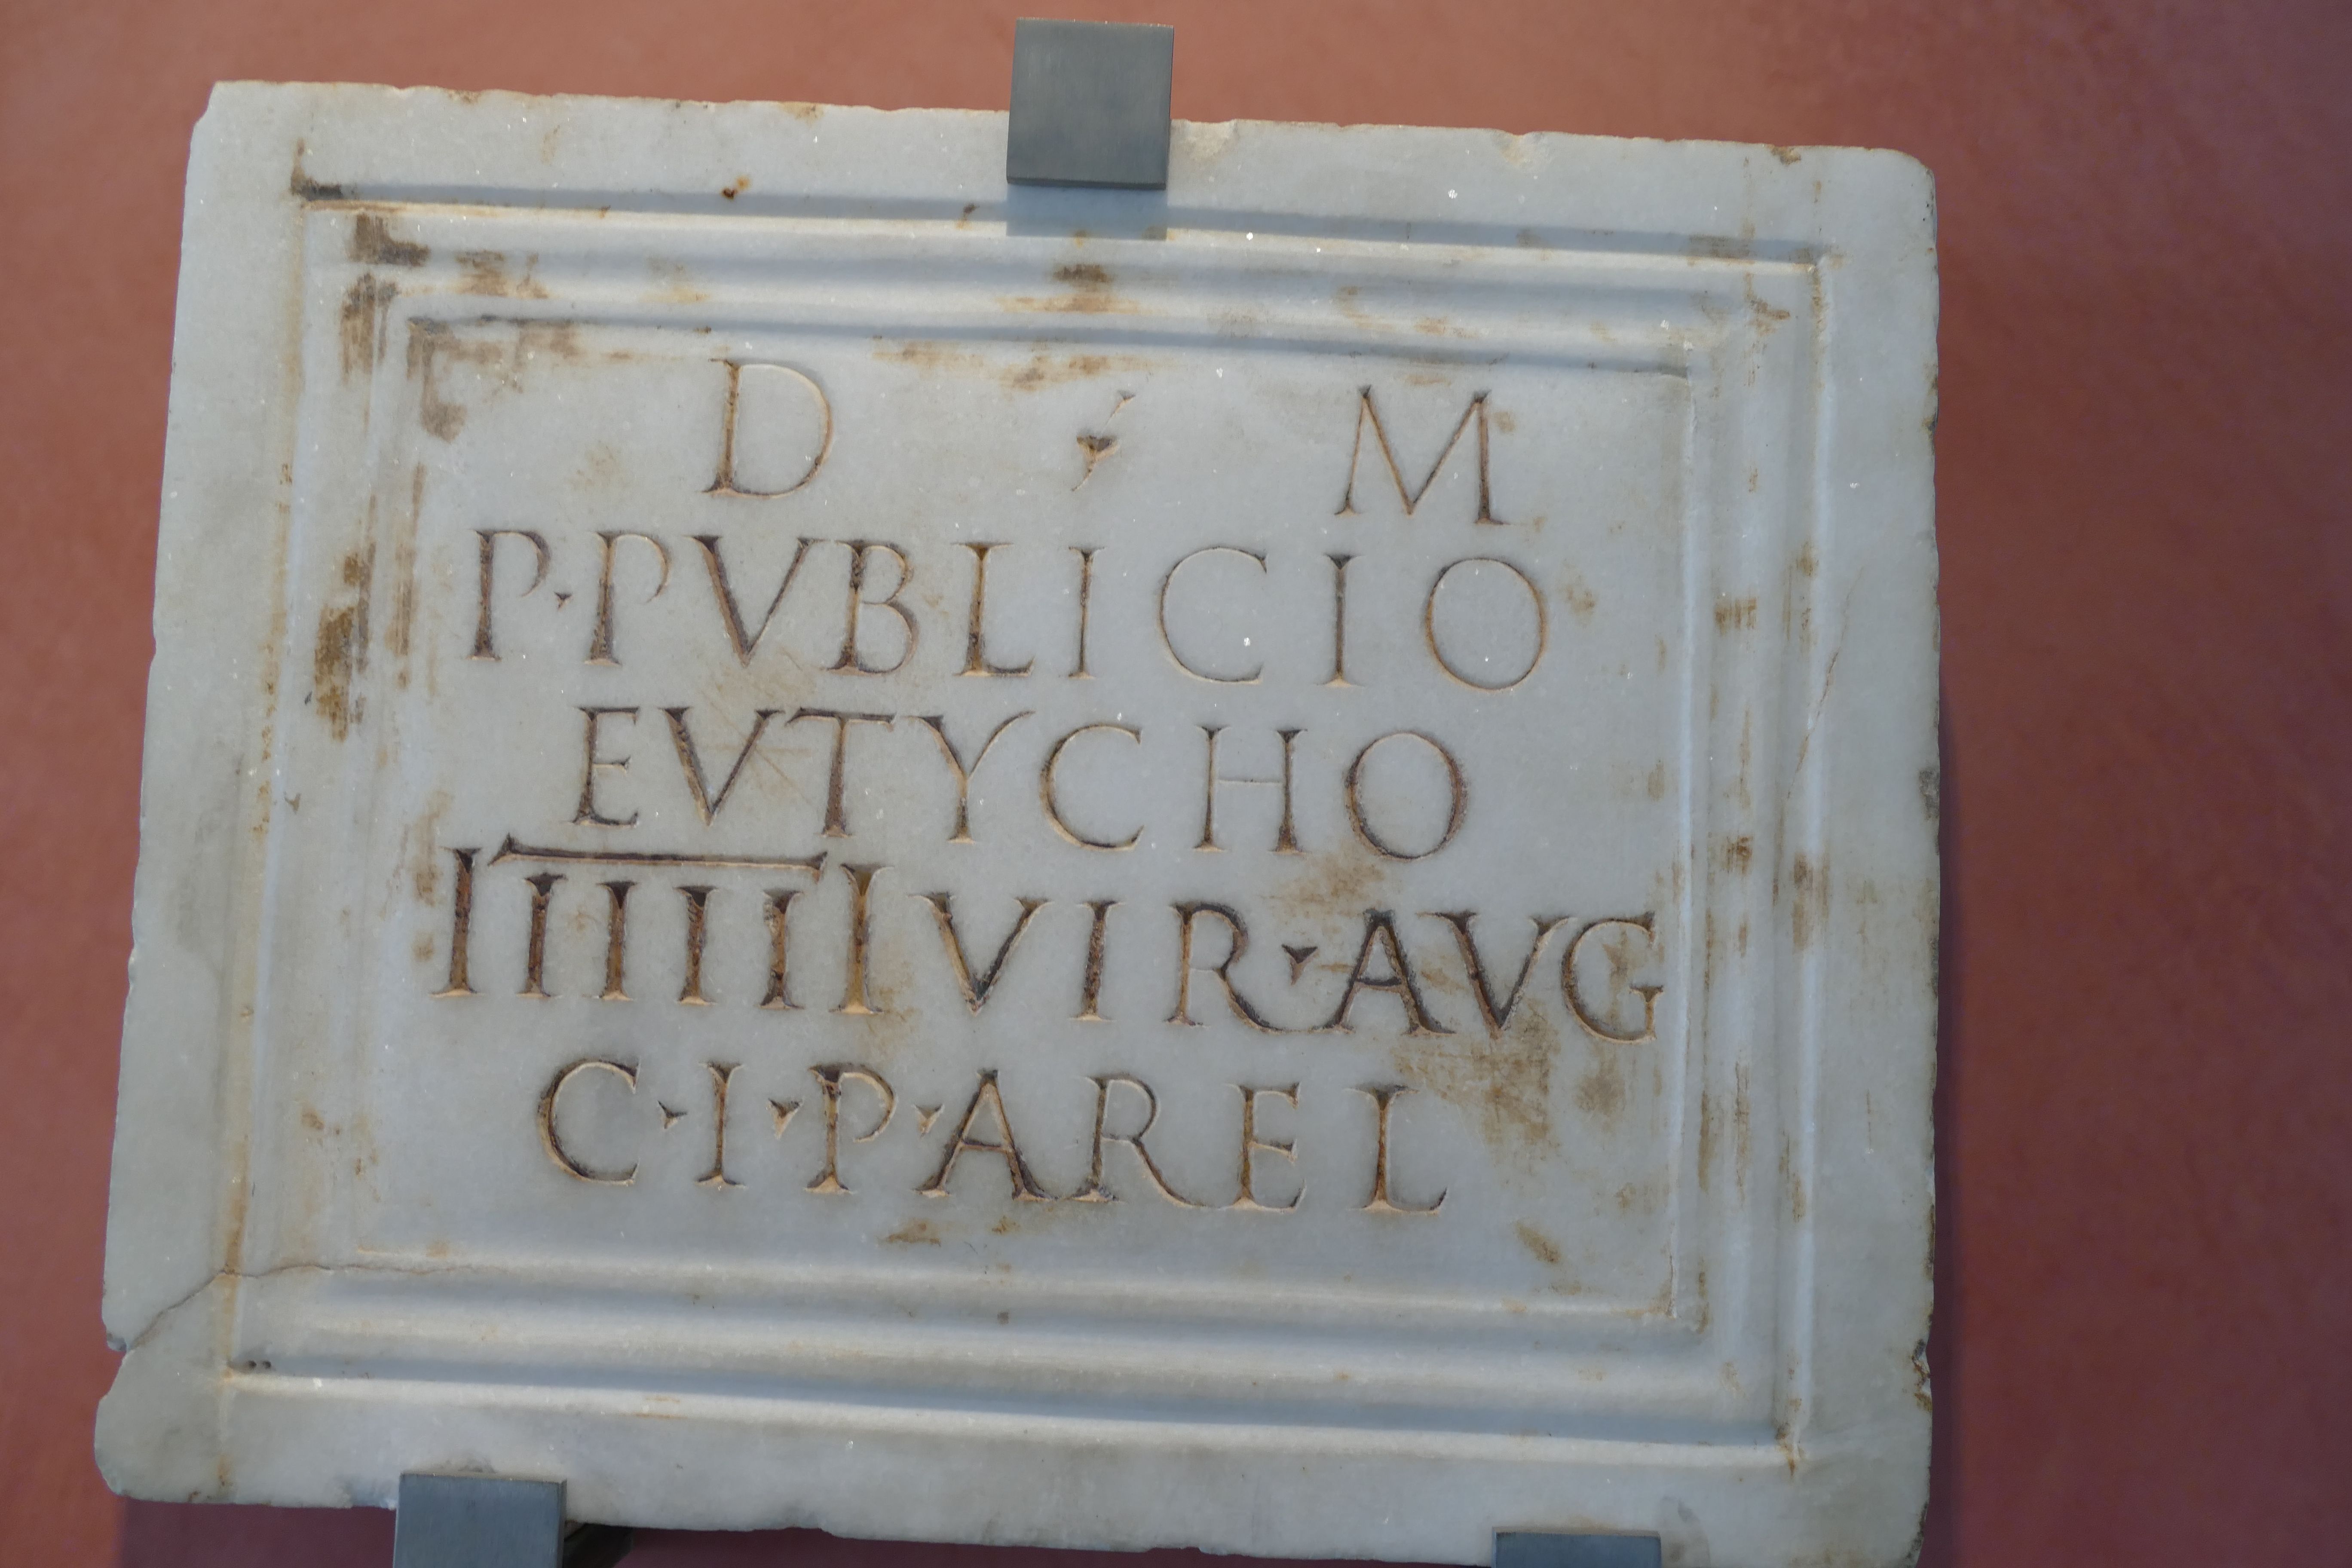 D M
P·PVBLICIO
EVTYCHO
IIIIIIVIR·AVG
C·I·P·AREL